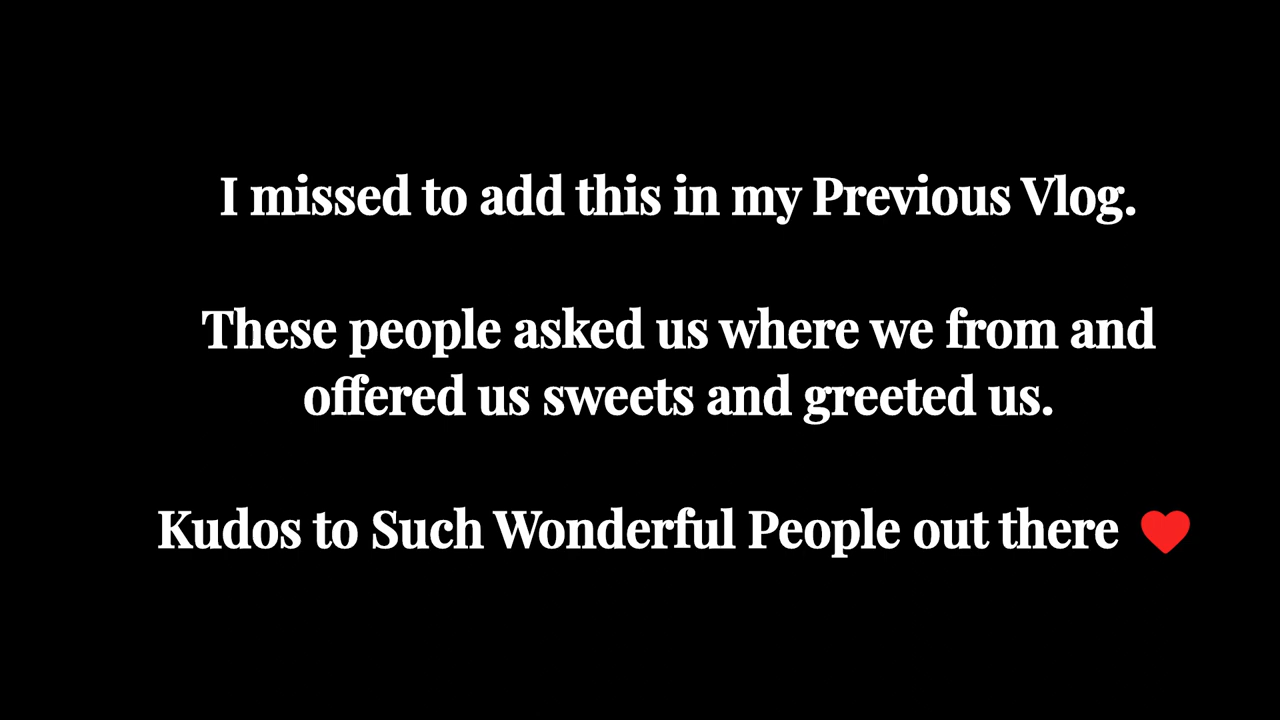 I missed to add this in my Previous Vlog.
These people asked us where we from and
offered us sweets and greeted us.
Kudos to Such Wonderful People out there ❤️